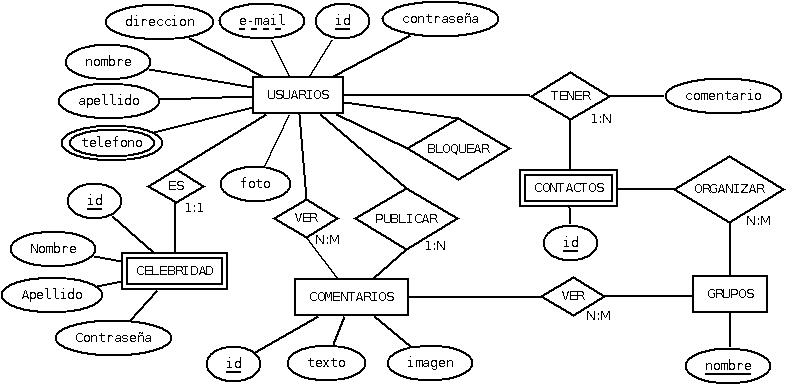 direccion
e-mail
id
contraseña
nombre
apellido
telefono
USUARIOS
TENER
comentario
1:N
BLOQUEAR
foto
ES
1:1
CONTACTOS
ORGANIZAR
N:M
id
VER
N:M
PUBLICAR
1:N
id
Nombre
Apellido
Contraseña
CELEBRIDAD
COMENTARIOS
VER
N:M
GRUPOS
id
texto
imagen
nombre